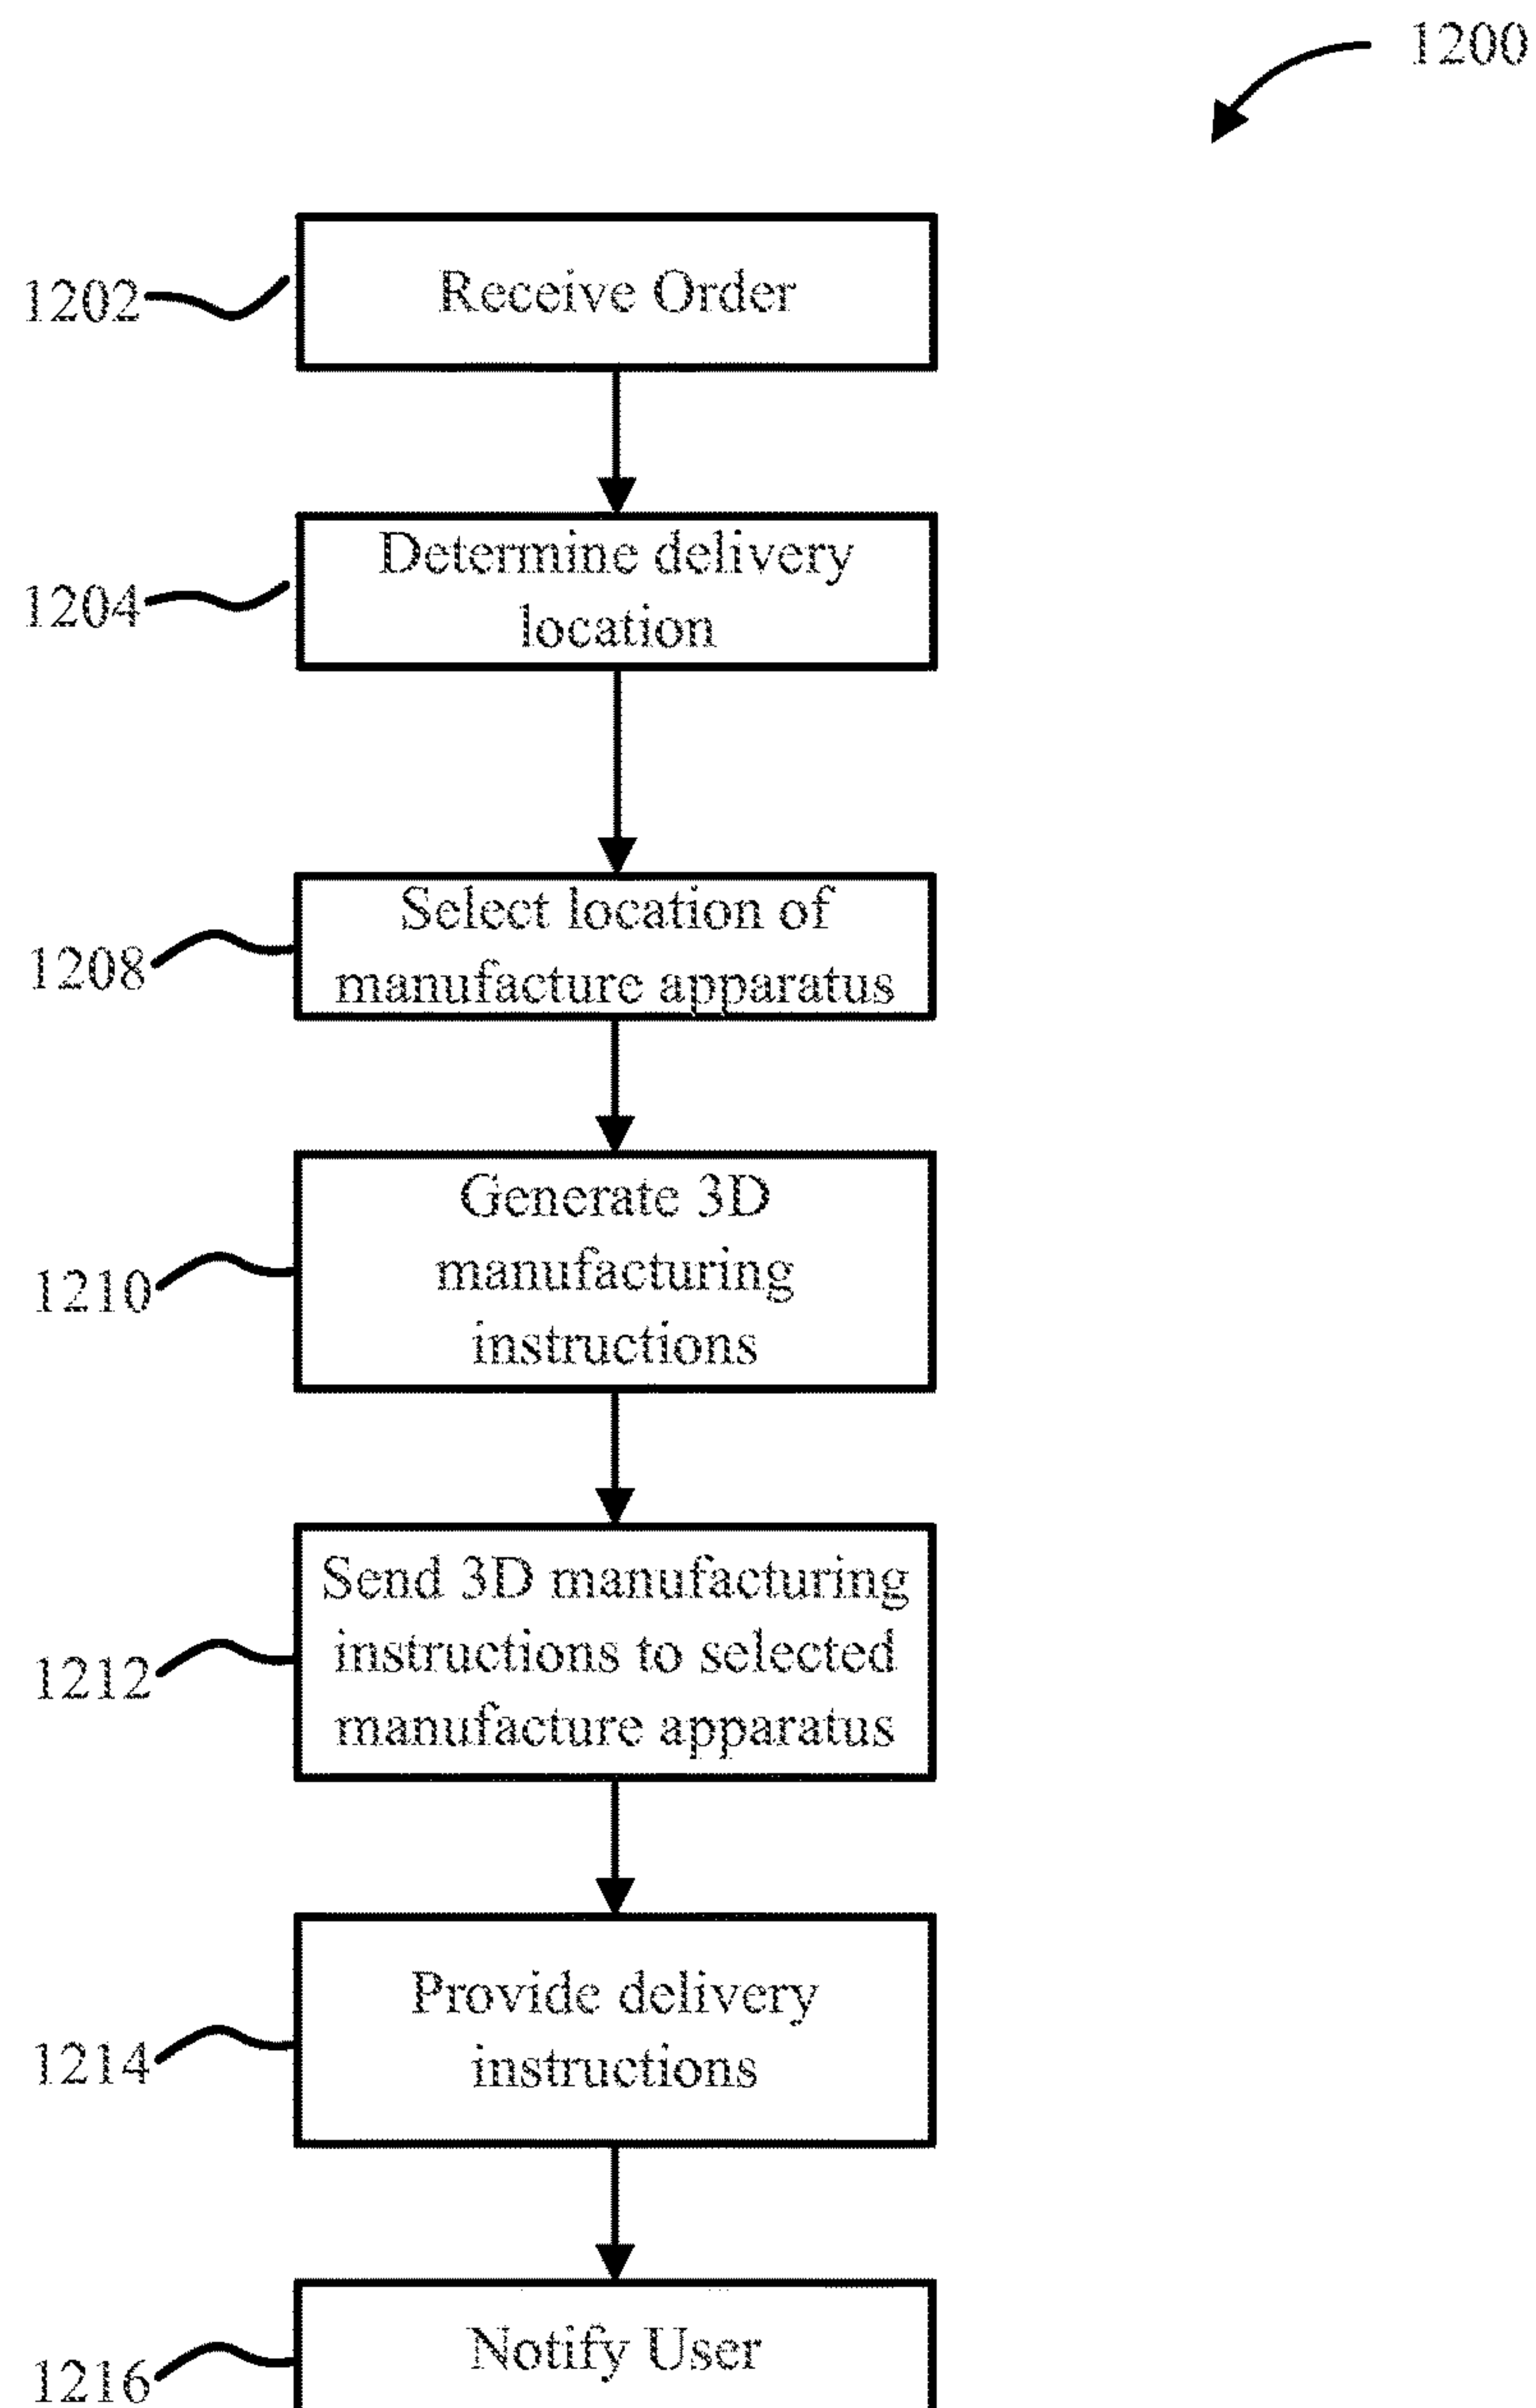 1200
1202
Receive Order
1204
Determine delivery
location
1208
Select location of
manufacture apparatus
1210
Generate 3D
manufacturing
instructions
1212
Send 3D manufacturing
instructions to selected
manufacture apparatus
1214
Provide delivery
instructions
1216
Notify User